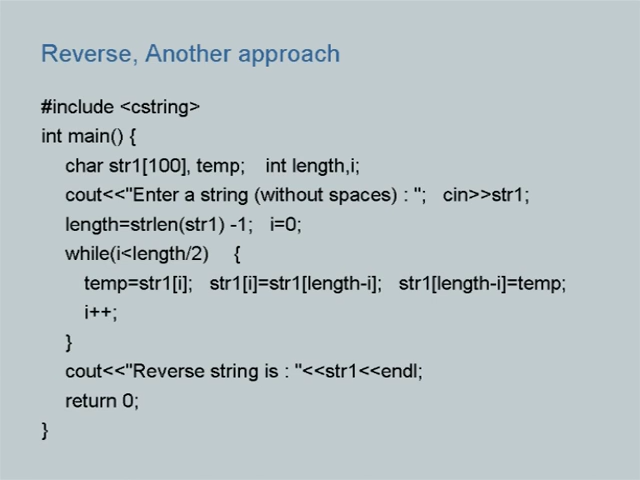 Reverse, Another approach
#include <cstring>
int main() {
char str1[100], temp; int length,i;
cout<<"Enter a string (without spaces) : "; cin>>str1;
length=strlen(str1) -1; i=0;
while(i<length/2) {
temp=str1[i]; str1[i]=str1[length-i]; str1[length-i]=temp;
i++;
}
cout<<"Reverse string is : "<<str1<<endl;
return 0;
}